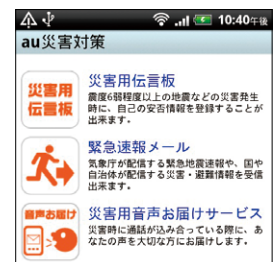 10:40午後
au災害対策
災害用
伝言板
災害用伝言板
震度6弱程度以上の地震などの災害発生
時に、自己の安否情報を登録することが
出来ます。
緊急速報メール
気象庁が配信する緊急地震速報や、国や
自治体が配信する災害・避難情報を受信
出来ます。
音声お届け
災害用音声お届けサービス
災害時に通話が込み合っている際に、あ
なたの声を大切な方にお届けします。